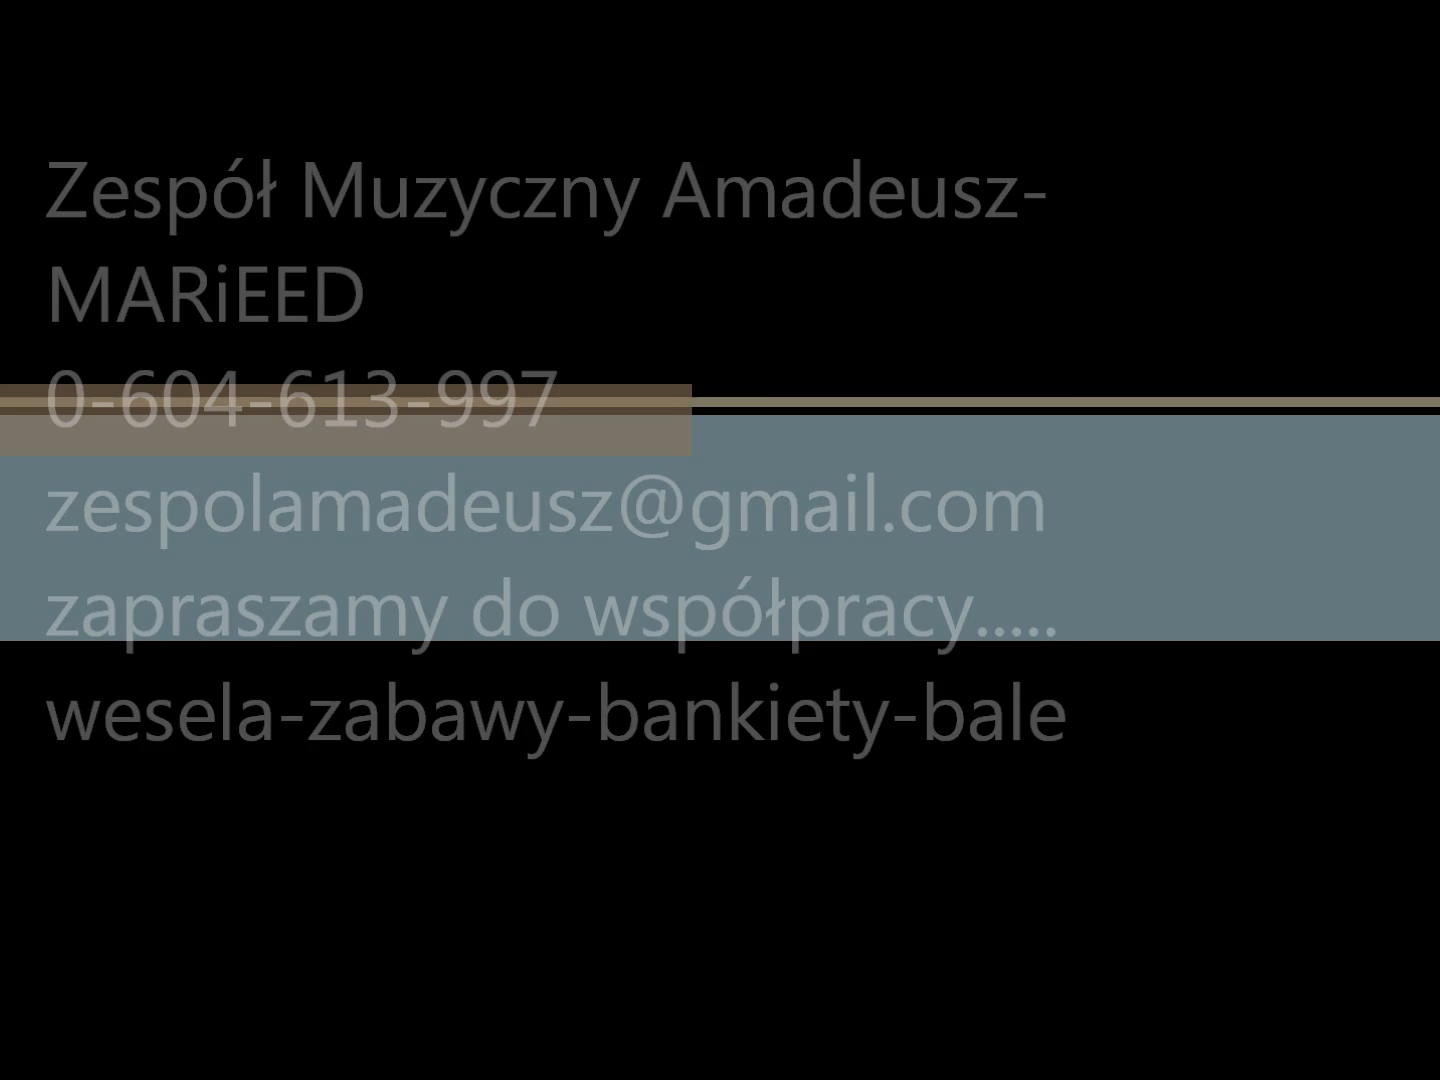 Zespół Muzyczny Amadeusz-
MARiEED
0-604-613-997
zespolamadeusz@gmail.com
zapraszamy do współpracy.....
wesela-zabawy-bankiety-bale